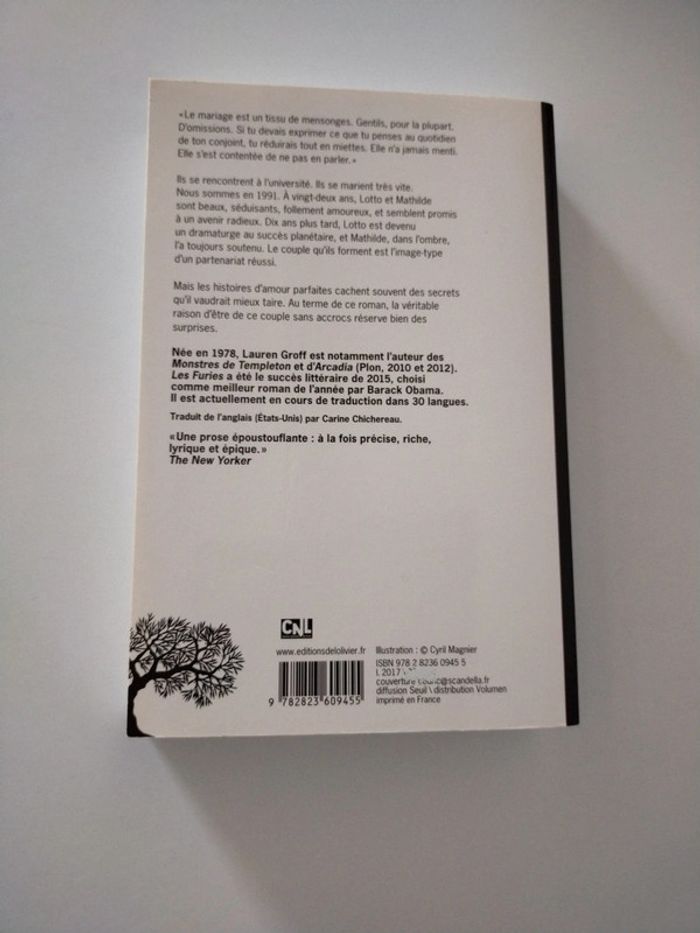 «Le mariage est un tissu de mensonges. Gentils, pour la plupart.
D'omissions. Si tu devais exprimer ce que tu penses au quotidien
de ton conjoint, tu réduirais tout en miettes. Elle n'a jamais menti.
Elle s'est contentée de ne pas en parler.»
Ils se rencontrent à l'université. Ils se marient très vite.
Nous sommes en 1991. À vingt-deux ans, Lotto et Mathilde
sont beaux, séduisants, follement amoureux, et semblent promis
à un avenir radieux. Dix ans plus tard, Lotto est devenu
un dramaturge au succès planétaire, et Mathilde, dans l'ombre,
l'a toujours soutenu. Le couple qu'ils forment est l'image-type
d'un partenariat réussi.
Mais les histoires d'amour parfaites cachent souvent des secrets
qu'il vaudrait mieux taire. Au terme de ce roman, la véritable
raison d'être de ce couple sans accrocs réserve bien des
surprises.
Née en 1978, Lauren Groff est notamment l'auteur des
Monstres de Templeton et d'Arcadia (Plon, 2010 et 2012).
Les Furies a été le succès littéraire de 2015, choisi
comme meilleur roman de l'année par Barack Obama.
Il est actuellement en cours de traduction dans 30 langues.
Traduit de l'anglais (États-Unis) par Carine Chichereau.
«Une prose époustouflante : à la fois précise, riche,
lyrique et épique.»
The New Yorker
CNL
www.editionsdelolivier.fr
9 782823 609455
Illustration : © Cyril Magnier
ISBN 978 2 8236 0945 5
I. 2017 \
couverture @scandella.fr
diffusion Seuil \ distribution Volumen
imprimé en France